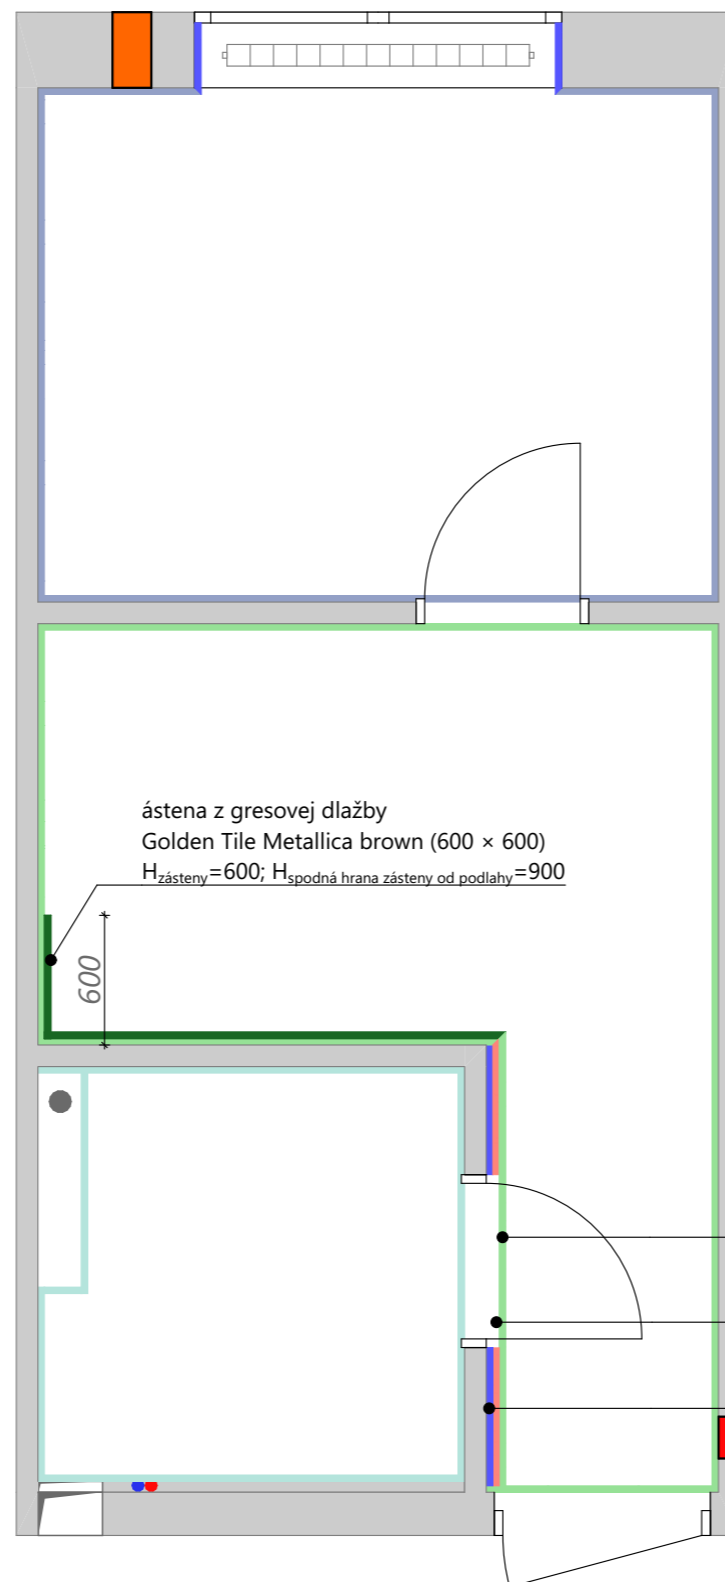 ástena z gresovej dlažby
Golden Tile Metallica brown (600 × 600)
Hzásteny=600; Hspodná hrana zásteny od podlahy=900
600